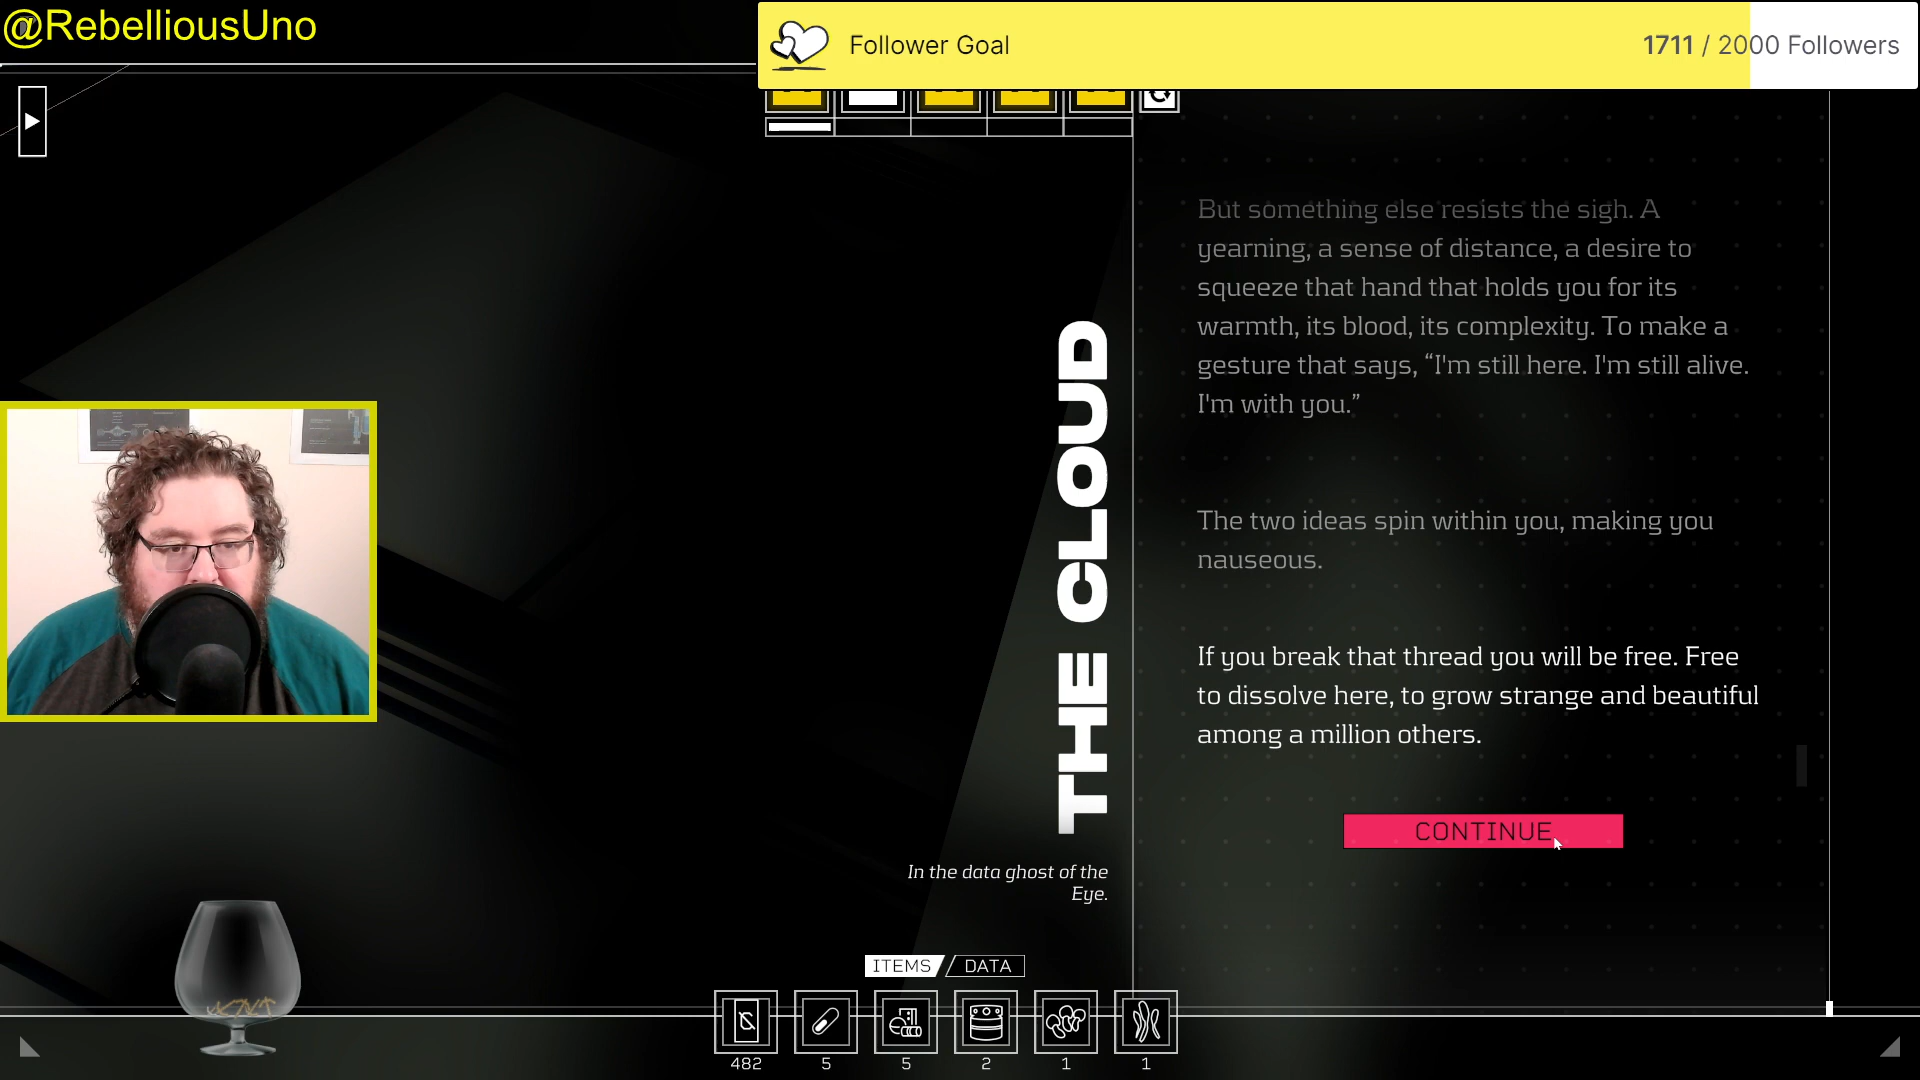 @RebelliousUno
Follower Goal
1711 / 2000 Followers
But something else resists the sigh. A
yearning, a sense of distance, a desire to
squeeze that hand that holds you for its
warmth, its blood, its complexity. To make a
gesture that says, “I'm still here. I'm still alive.
I'm with you.”
The two ideas spin within you, making you
nauseous.
If you break that thread you will be free. Free
to dissolve here, to grow strange and beautiful
among a million others.
CONTINUE
THE CLOUD
In the data ghost of the
Eye.
ITEMS / DATA
482 5 5 2 1 1